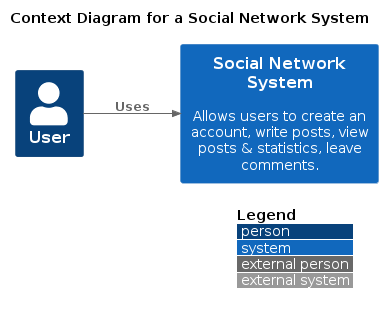 Context Diagram for a Social Network System
User
Uses
Social Network
System
Allows users to create an
account, write posts, view
posts & statistics, leave
comments.
Legend
person
system
external person
external system